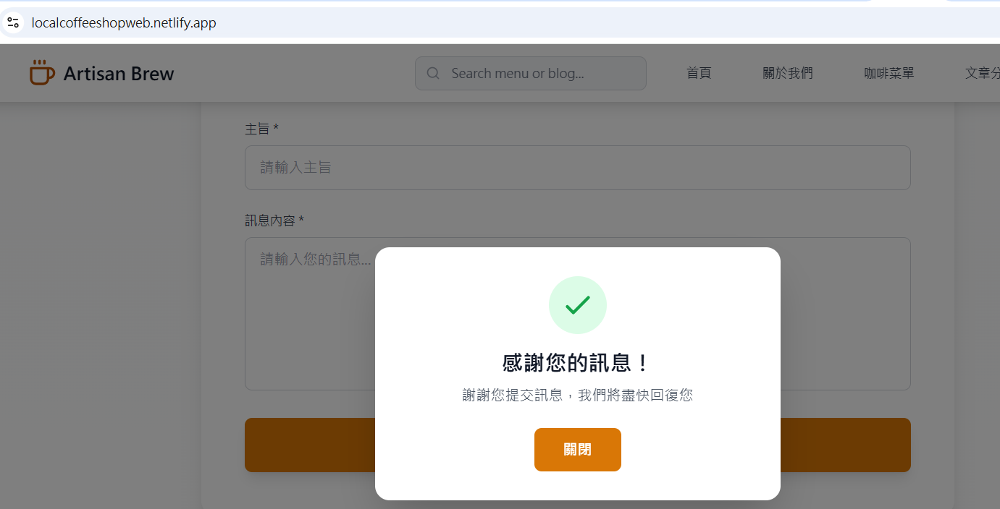 localcoffeeshopweb.netlify.app
Artisan Brew
Search menu or blog...
首頁
關於我們
咖啡菜單
文章分
主旨 *
請輸入主旨
訊息內容 *
請輸入您的訊息...
感謝您的訊息！
謝謝您提交訊息，我們將盡快回復您
關閉